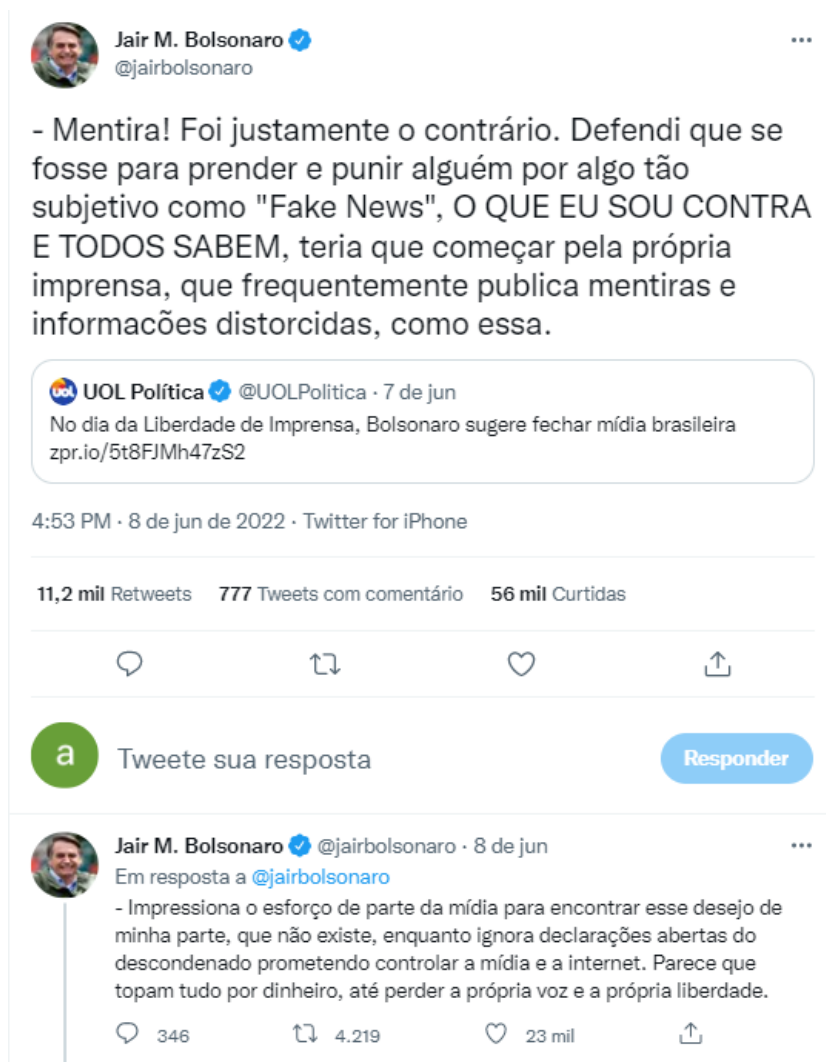 Jair M. Bolsonaro
@jairbolsonaro
- Mentira! Foi justamente o contrário. Defendi que se
fosse para prender e punir alguém por algo tão
subjetivo como "Fake News", O QUE EU SOU CONTRA
E TODOS SABEM, teria que começar pela própria
imprensa, que frequentemente publica mentiras e
informacões distorcidas, como essa.
UOL UOL Política @UOLPolitica · 7 de jun
No dia da Liberdade de Imprensa, Bolsonaro sugere fechar mídia brasileira
zpr.io/5t8FJMh47zS2
4:53 PM · 8 de jun de 2022 · Twitter for iPhone
11,2 mil Retweets 777 Tweets com comentário 56 mil Curtidas
a Tweete sua resposta Responder
Jair M. Bolsonaro @jairbolsonaro · 8 de jun
Em resposta a @jairbolsonaro
- Impressiona o esforço de parte da mídia para encontrar esse desejo de
minha parte, que não existe, enquanto ignora declarações abertas do
descondenado prometendo controlar a mídia e a internet. Parece que
topam tudo por dinheiro, até perder a própria voz e a própria liberdade.
346 4.219 23 mil